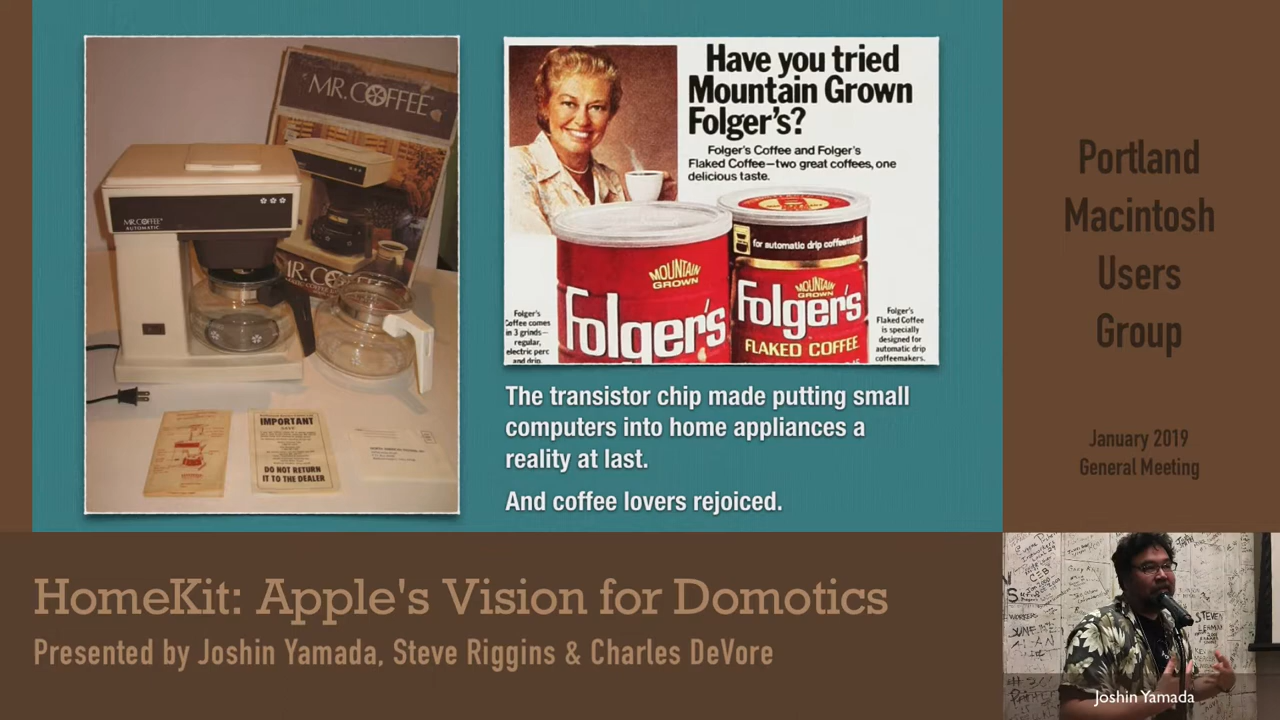 MR. COFFEE
MR. COFFEE
AUTOMATIC
MR. CO
IMPORTANT
DO NOT RETURN
IT TO THE DEALER
Have you tried
Mountain Grown
Folger's?
Folger's Coffee and Folger's
Flaked Coffee—two great coffees, one
delicious taste.
for automatic drip coffeemakers
MOUNTAIN
GROWN
Folger's
MOUNTAIN
GROWN
Folger's
FLAKED COFFEE
Folger's
Coffee comes
in 3 grinds—
regular,
electric perc
and drip.
Folger's
Flaked Coffee
is specially
designed for
automatic drip
coffeemakers.
The transistor chip made putting small
computers into home appliances a
reality at last.
And coffee lovers rejoiced.
Portland
Macintosh
Users
Group
January 2019
General Meeting
HomeKit: Apple's Vision for Domotics
Presented by Joshin Yamada, Steve Riggins & Charles DeVore
STEVEN
LEHMAN
Joshin Yamada